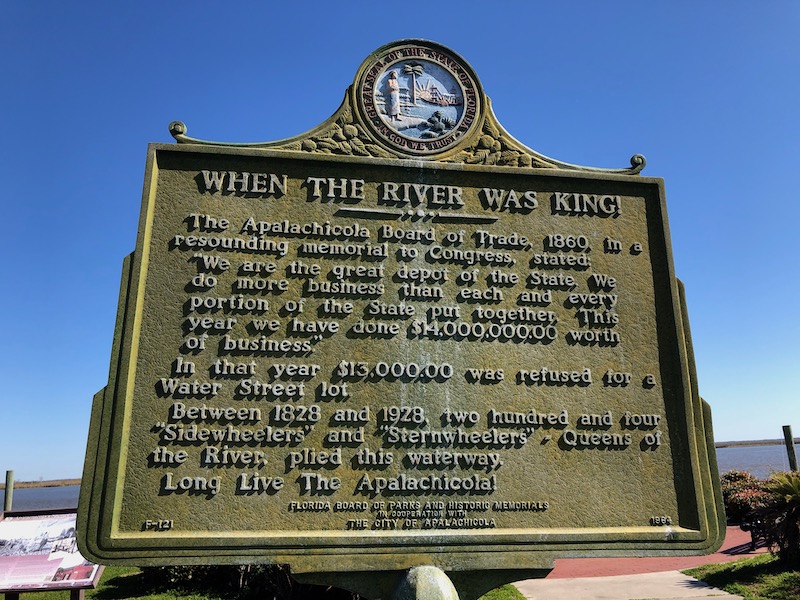 GREAT SEAL OF THE STATE OF FLORIDA
IN GOD WE TRUST
WHEN THE RIVER WAS KING!
The Apalachicola Board of Trade, 1860, in a
resounding memorial to Congress, stated:
"We are the great depot of the State. We
do more business than each and every
portion of the State put together. This
year we have done $14,000,000.00 worth
of business."
In that year $13,000.00 was refused for a
Water Street lot.
Between 1828 and 1928, two hundred and four
"Sidewheelers" and "Sternwheelers" - Queens of
the River, plied this waterway.
Long Live The Apalachicola!
FLORIDA BOARD OF PARKS AND HISTORIC MEMORIALS
IN COOPERATION WITH
THE CITY OF APALACHICOLA
F-121